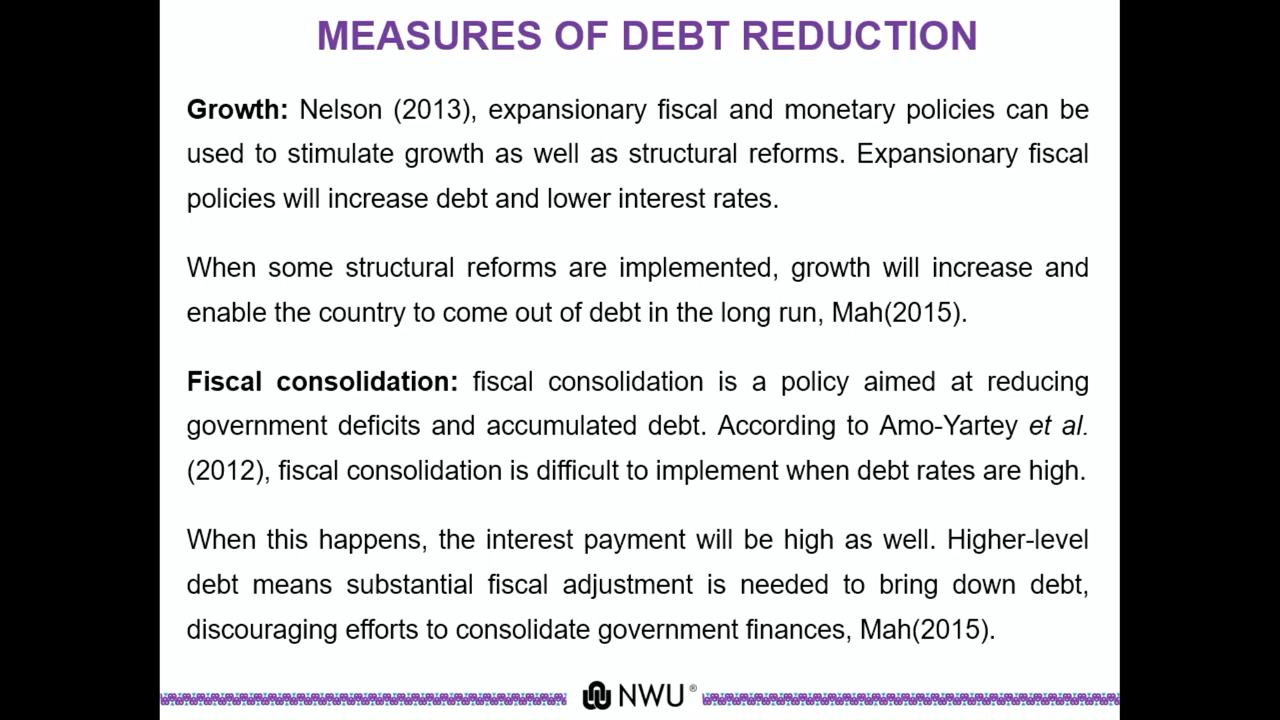 MEASURES OF DEBT REDUCTION
Growth: Nelson (2013), expansionary fiscal and monetary policies can be
used to stimulate growth as well as structural reforms. Expansionary fiscal
policies will increase debt and lower interest rates.
When some structural reforms are implemented, growth will increase and
enable the country to come out of debt in the long run, Mah(2015).
Fiscal consolidation: fiscal consolidation is a policy aimed at reducing
government deficits and accumulated debt. According to Amo-Yartey et al.
(2012), fiscal consolidation is difficult to implement when debt rates are high.
When this happens, the interest payment will be high as well. Higher-level
debt means substantial fiscal adjustment is needed to bring down debt,
discouraging efforts to consolidate government finances, Mah(2015).
NWU®